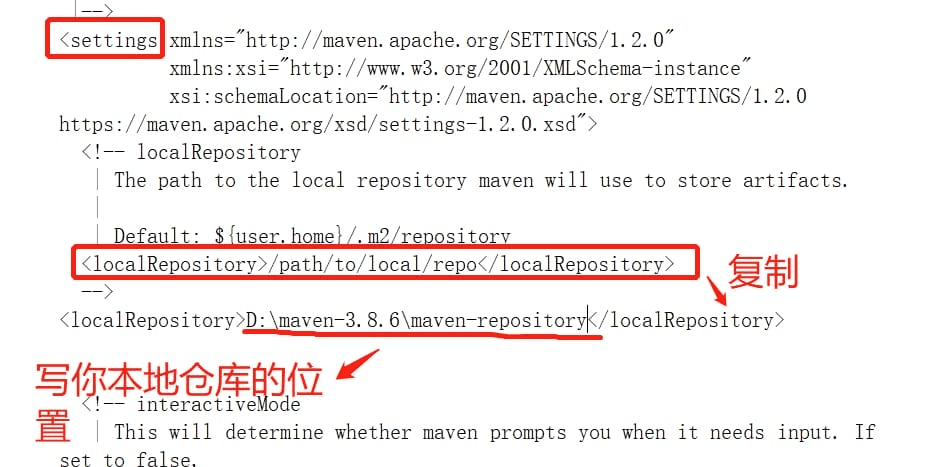 |-->
<settings xmlns="http://maven.apache.org/SETTINGS/1.2.0"
xmlns:xsi="http://www.w3.org/2001/XMLSchema-instance"
xsi:schemaLocation="http://maven.apache.org/SETTINGS/1.2.0
https://maven.apache.org/xsd/settings-1.2.0.xsd">
<!-- localRepository
| The path to the local repository maven will use to store artifacts.
|
| Default: ${user.home}/.m2/repository
<localRepository>/path/to/local/repo</localRepository>
复制
-->
<localRepository>D:\maven-3.8.6\maven-repository</localRepository>
写你本地仓库的位
置
<!-- interactiveMode
| This will determine whether maven prompts you when it needs input. If
set to false,